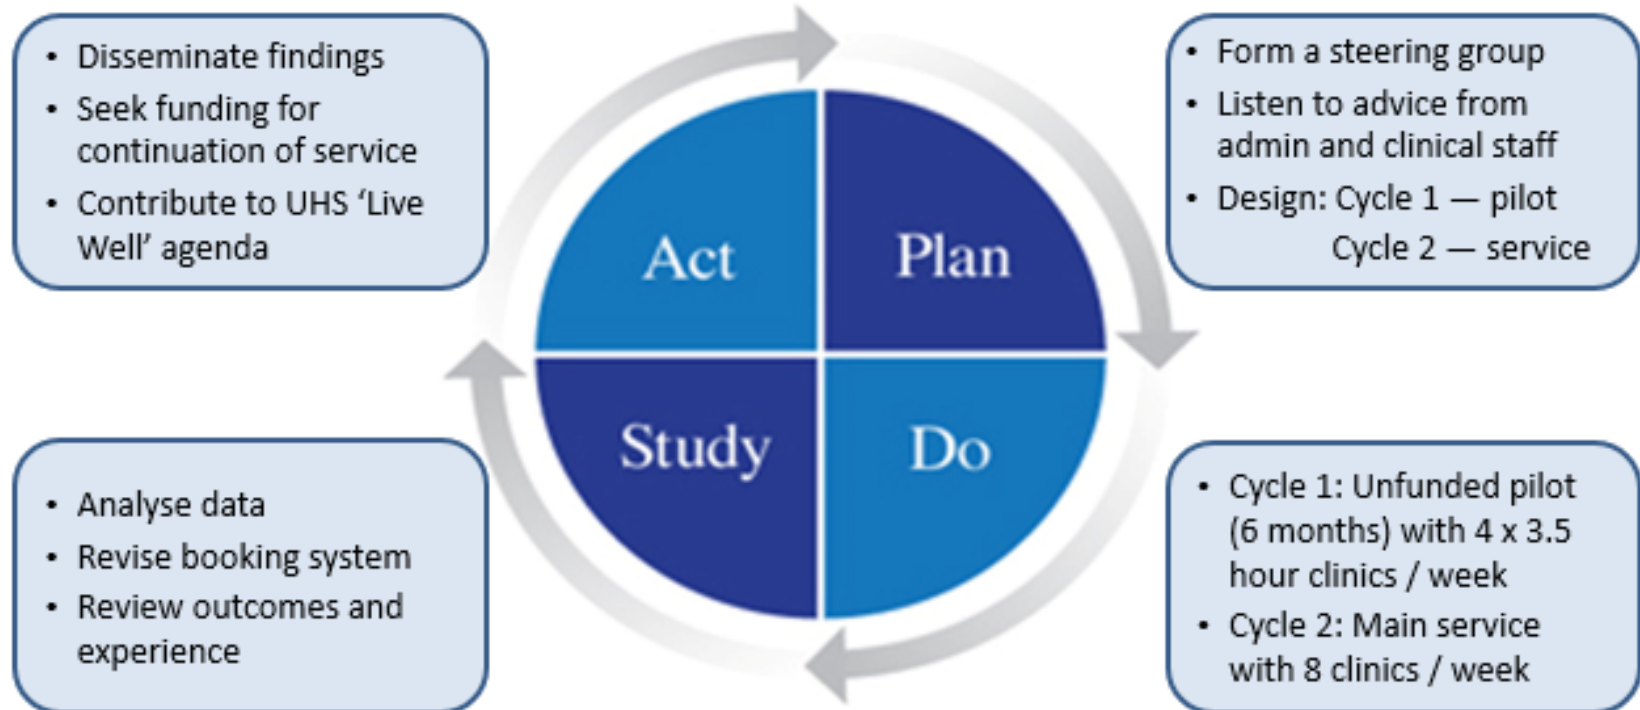 • Disseminate findings
• Seek funding for
continuation of service
• Contribute to UHS ‘Live
Well’ agenda
Act
Plan
• Form a steering group
• Listen to advice from
admin and clinical staff
• Design: Cycle 1 — pilot
Cycle 2 — service
• Analyse data
• Revise booking system
• Review outcomes and
experience
Study
Do
• Cycle 1: Unfunded pilot
(6 months) with 4 x 3.5
hour clinics / week
• Cycle 2: Main service
with 8 clinics / week